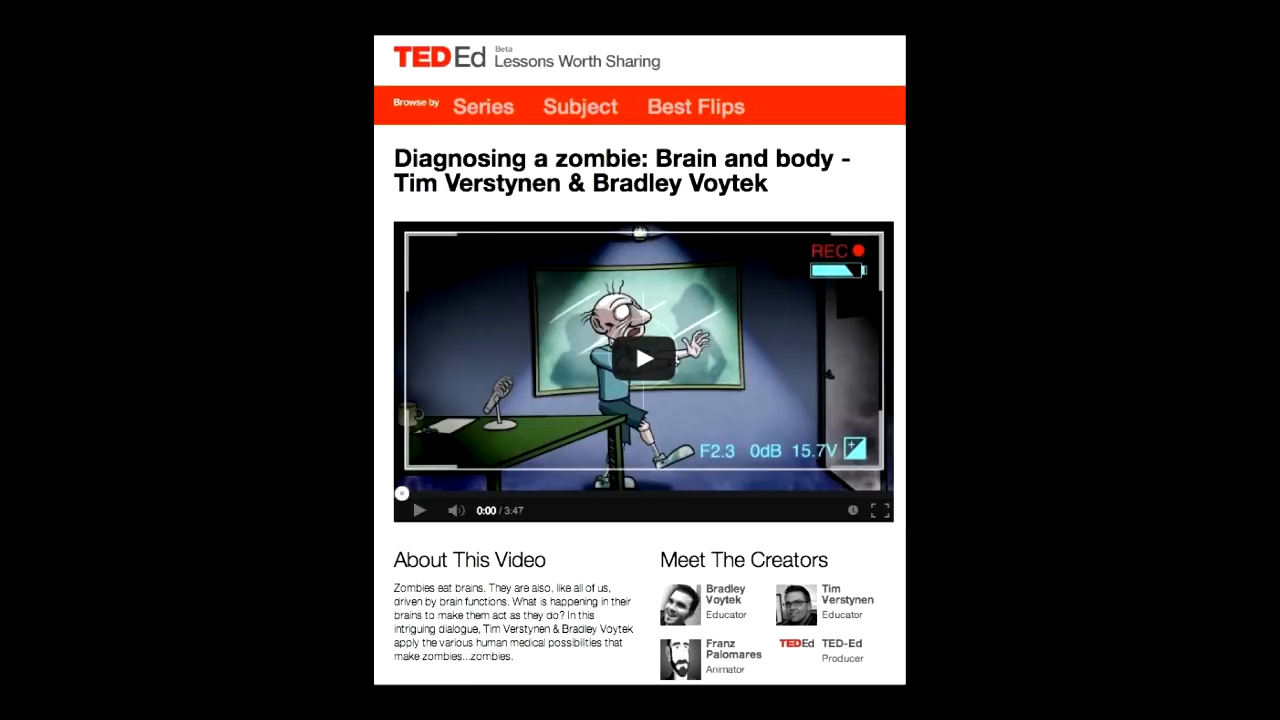 TEDEd Beta
Lessons Worth Sharing
Browse by Series Subject Best Flips
Diagnosing a zombie: Brain and body -
Tim Verstynen & Bradley Voytek
REC
F2.3 0dB 15.7V
0:00 / 3:47
About This Video
Zombies eat brains. They are also, like all of us,
driven by brain functions. What is happening in their
brains to make them act as they do? In this
intriguing dialogue, Tim Verstynen & Bradley Voytek
apply the various human medical possibilities that
make zombies...zombies.
Meet The Creators
Bradley
Voytek
Educator
Tim
Verstynen
Educator
Franz
Palomares
Animator
TEDEd
TED-Ed
Producer